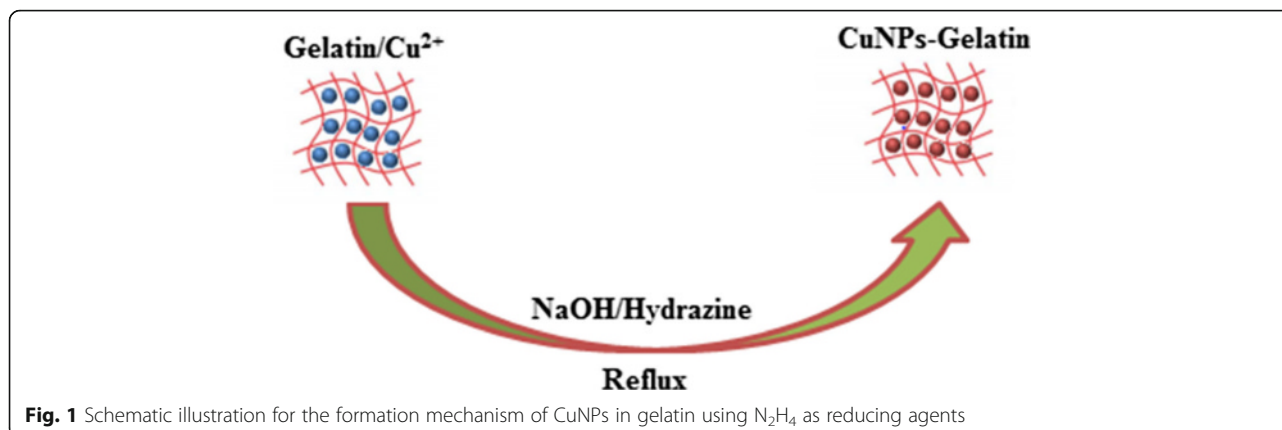 Gelatin/Cu²⁺
CuNPs-Gelatin
NaOH/Hydrazine
Reflux
Fig. 1 Schematic illustration for the formation mechanism of CuNPs in gelatin using N₂H₄ as reducing agents